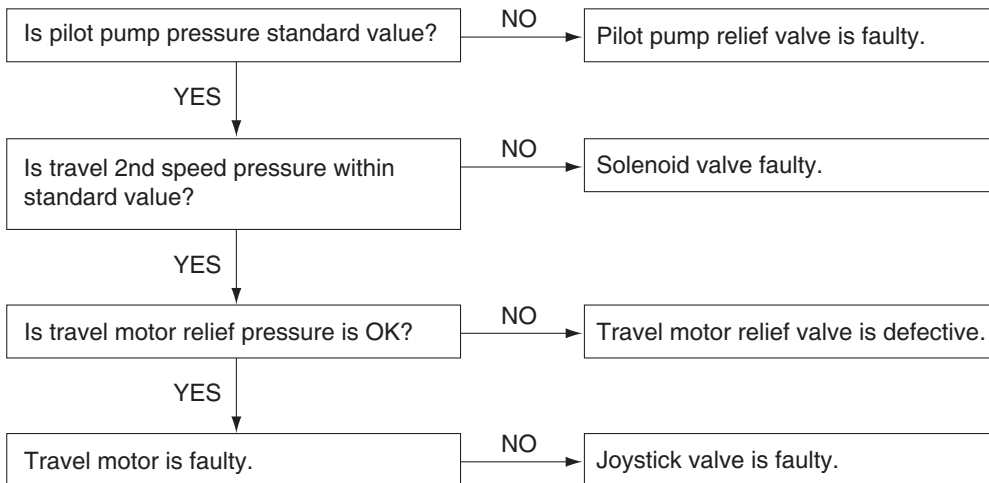 Is pilot pump pressure standard value?
NO
Pilot pump relief valve is faulty.
YES
Is travel 2nd speed pressure within
standard value?
NO
Solenoid valve faulty.
YES
Is travel motor relief pressure is OK?
NO
Travel motor relief valve is defective.
YES
Travel motor is faulty.
NO
Joystick valve is faulty.